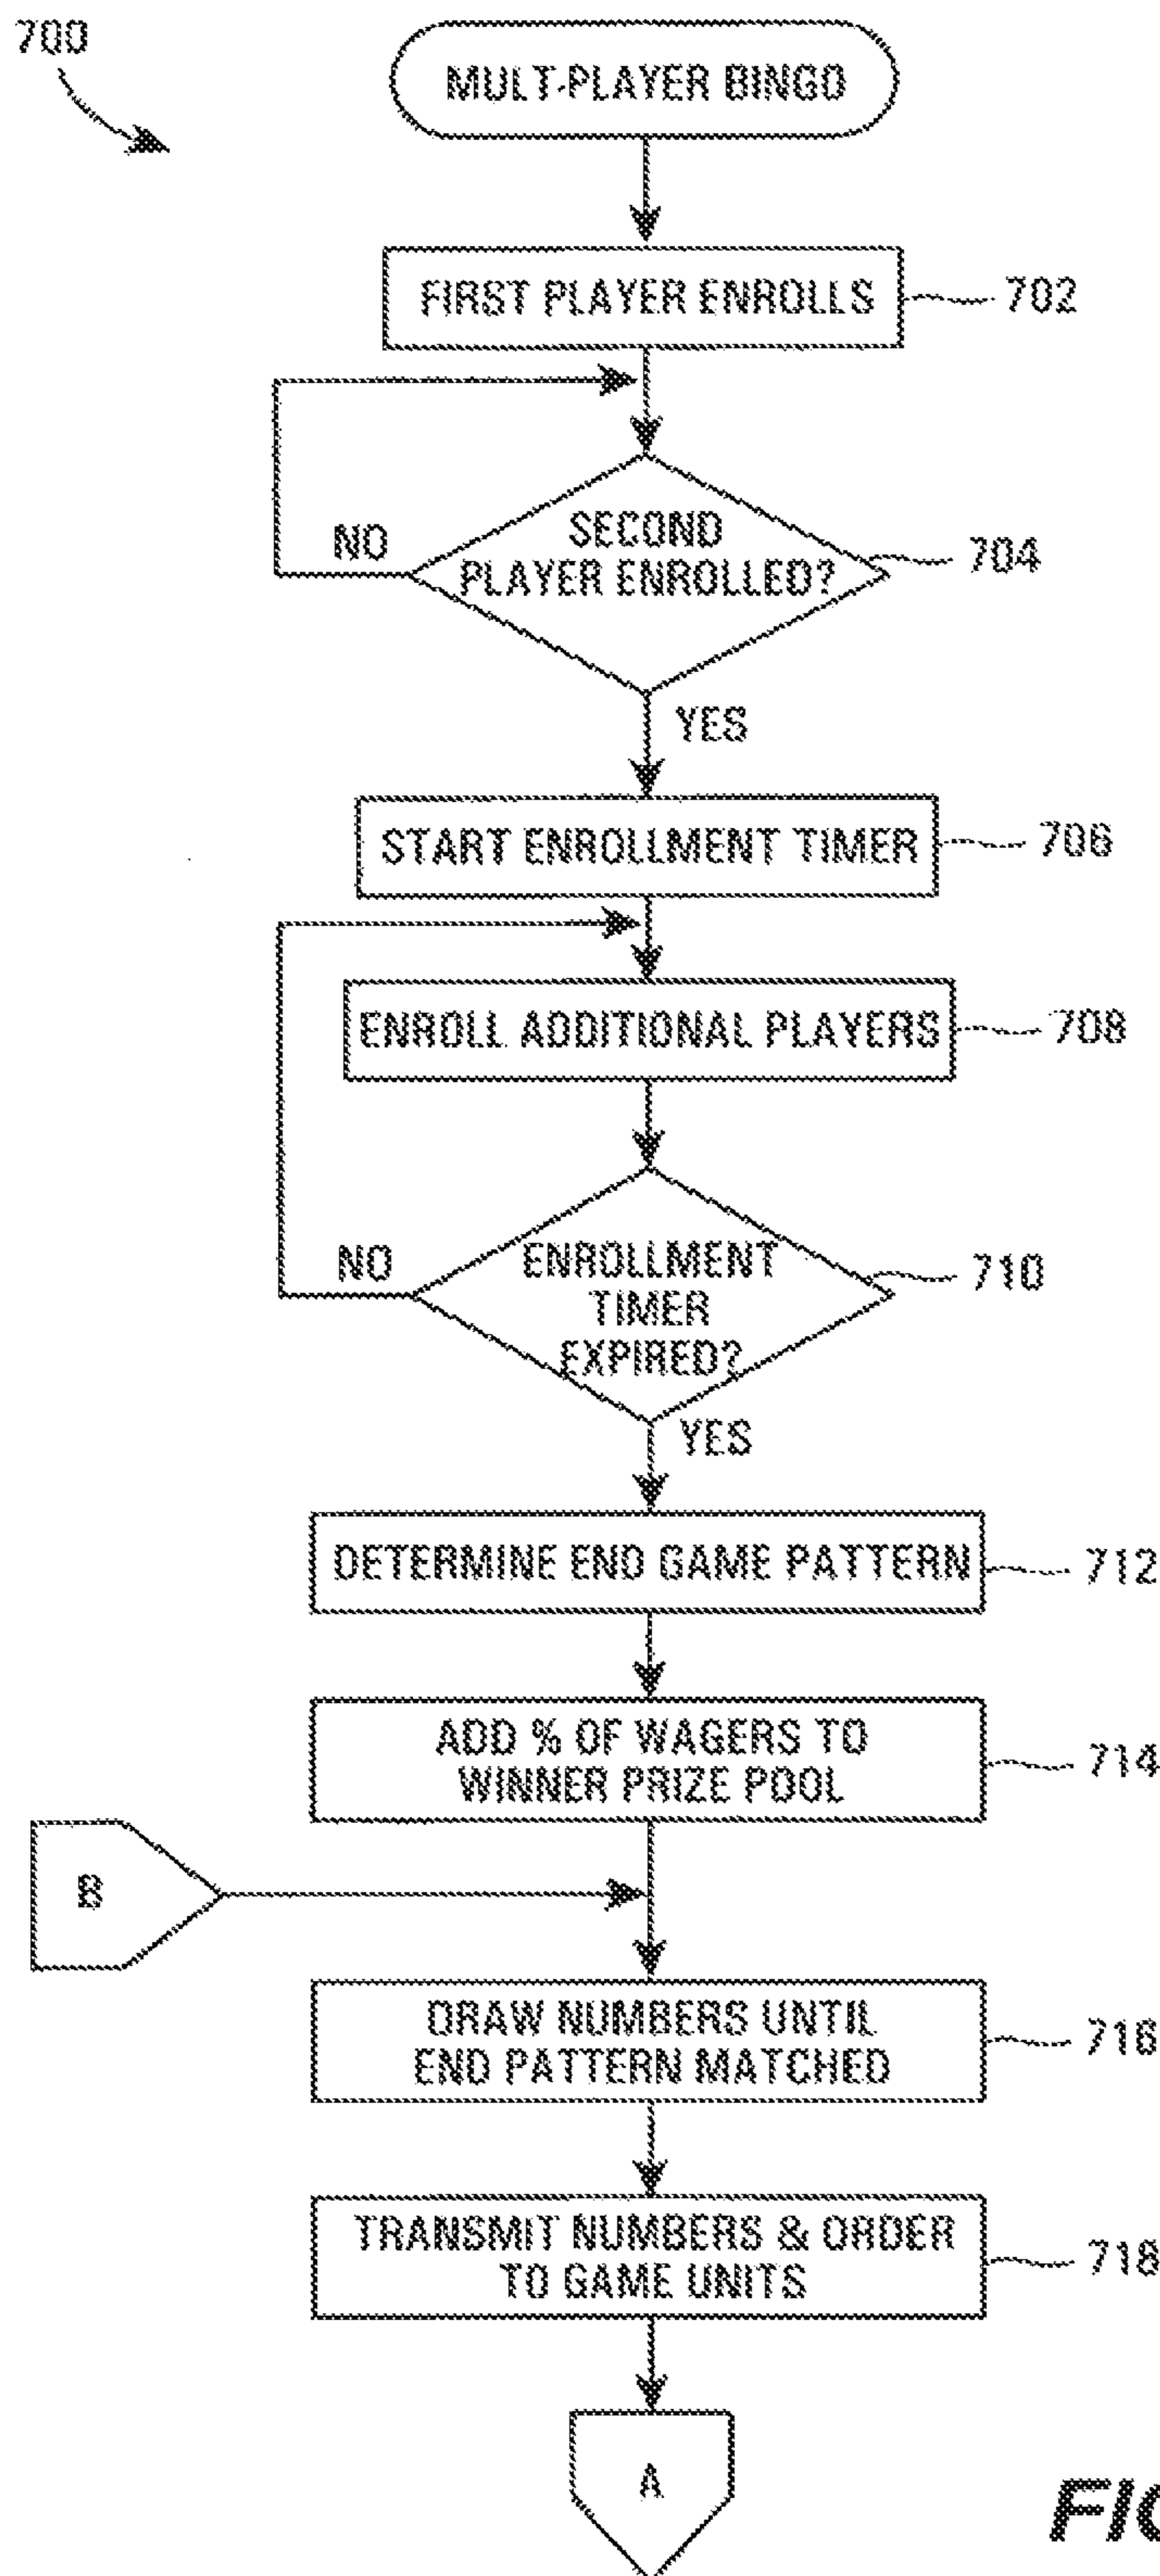 700
MULT-PLAYER BINGO
FIRST PLAYER ENROLLS
702
NO
SECOND
PLAYER ENROLLED?
704
YES
START ENROLLMENT TIMER
706
ENROLL ADDITIONAL PLAYERS
708
NO
ENROLLMENT
TIMER
EXPIRED?
710
YES
DETERMINE END GAME PATTERN
712
ADD % OF WAGERS TO
WINNER PRIZE POOL
714
B
DRAW NUMBERS UNTIL
END PATTERN MATCHED
716
TRANSMIT NUMBERS & ORDER
TO GAME UNITS
718
A